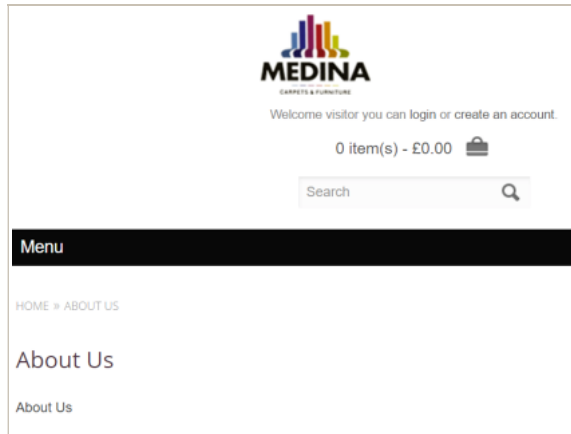 MEDINA
CARPETS & FURNITURE
Welcome visitor you can login or create an account.
0 item(s) - £0.00
Search
Menu
HOME » ABOUT US
About Us
About Us